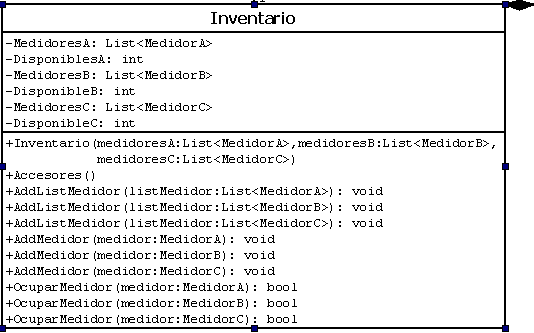 Inventario
-MedidoresA: List<MedidorA>
-DisponiblesA: int
-MedidoresB: List<MedidorB>
-DisponibleB: int
-MedidoresC: List<MedidorC>
-DisponibleC: int
+Inventario(medidoresA:List<MedidorA>,medidoresB:List<MedidorB>,
medidoresC:List<MedidorC>)
+Accesores()
+AddListMedidor(listMedidor:List<MedidorA>): void
+AddListMedidor(listMedidor:List<MedidorB>): void
+AddListMedidor(listMedidor:List<MedidorC>): void
+AddMedidor(medidor:MedidorA): void
+AddMedidor(medidor:MedidorB): void
+AddMedidor(medidor:MedidorC): void
+OcuparMedidor(medidor:MedidorA): bool
+OcuparMedidor(medidor:MedidorB): bool
+OcuparMedidor(medidor:MedidorC): bool